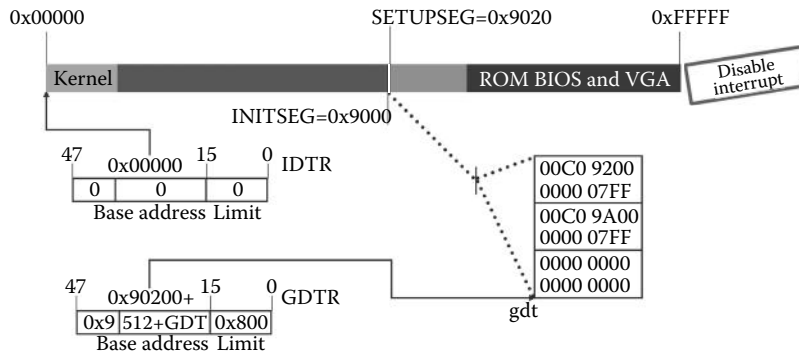 0x00000
SETUPSEG=0x9020
0xFFFFF
Kernel
ROM BIOS and VGA
Disable
interrupt
INITSEG=0x9000
47 0x00000 15 0 IDTR
0 0 0
Base address Limit
00C0 9200
0000 07FF
00C0 9A00
0000 07FF
0000 0000
0000 0000
gdt
47 15 0
0x90200+ GDTR
0x9 512+GDT 0x800
Base address Limit